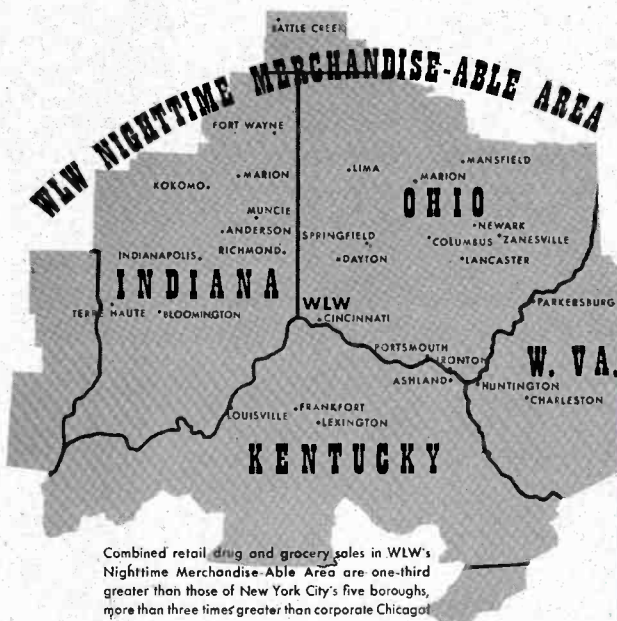 BATTLE CREEK
WLW NIGHTTIME MERCHANDISE-ABLE AREA
FORT WAYNE
MANSFIELD
LIMA
MARION
MARION
KOKOMO
OHIO
MUNCIE
NEWARK
ANDERSON
SPRINGFIELD
COLUMBUS
ZANESVILLE
RICHMOND
INDIANAPOLIS
DAYTON
LANCASTER
INDIANA
WLW
PARKERSBURG
TERRE HAUTE
BLOOMINGTON
CINCINNATI
PORTSMOUTH
IRONTON
W. VA.
ASHLAND
HUNTINGTON
CHARLESTON
LOUISVILLE
FRANKFORT
LEXINGTON
KENTUCKY
Combined retail drug and grocery sales in WLW's
Nighttime Merchandise-Able Area are one-third
greater than those of New York City's five boroughs,
more than three times greater than corporate Chicago!